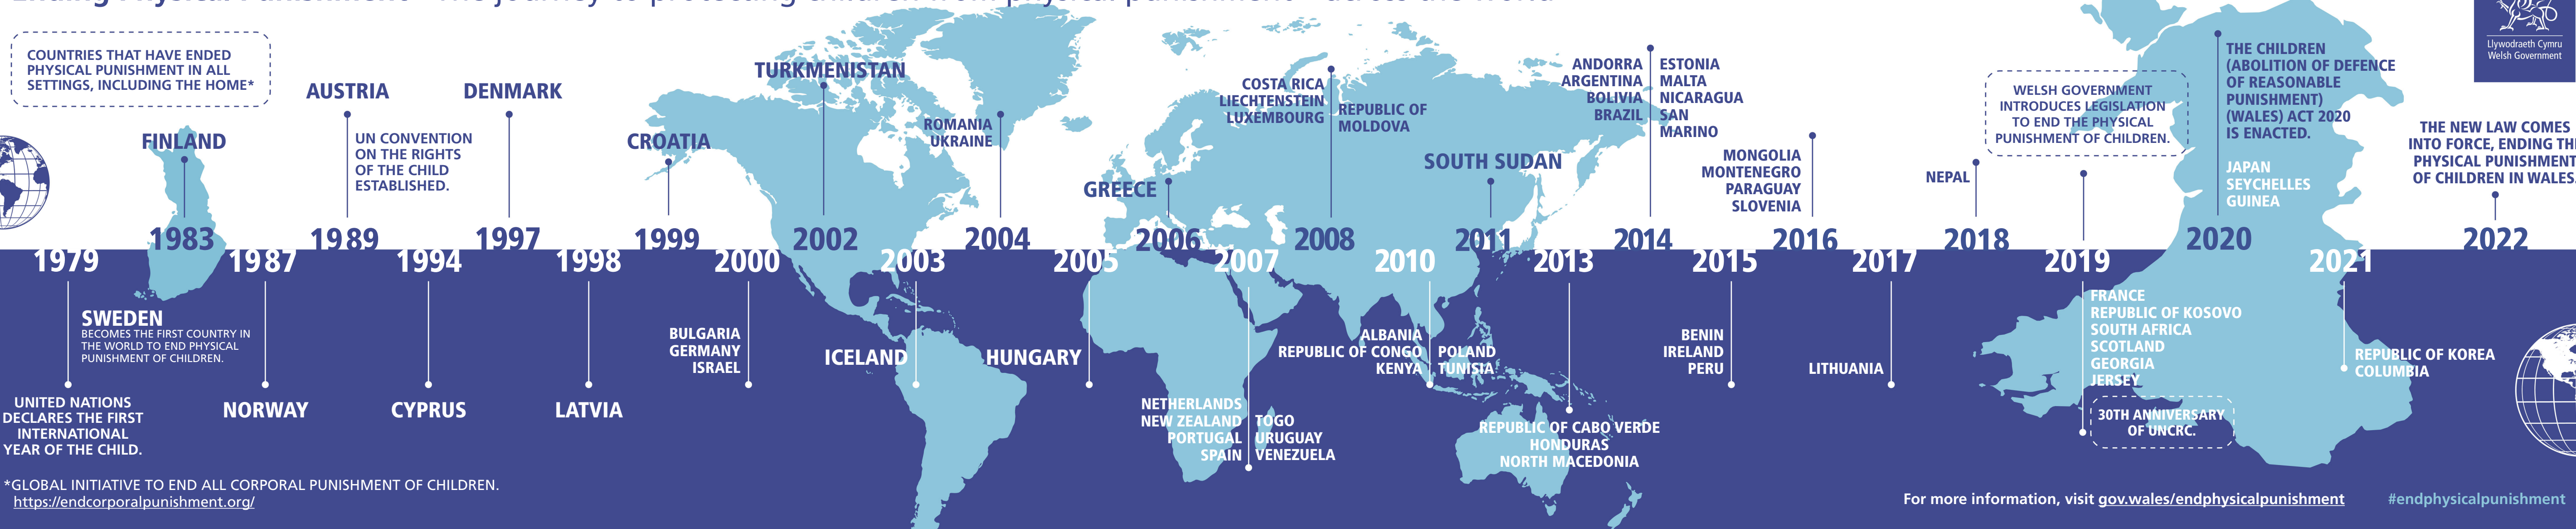 COUNTRIES THAT HAVE ENDED
PHYSICAL PUNISHMENT IN ALL
SETTINGS, INCLUDING THE HOME*
1979
SWEDEN
BECOMES THE FIRST COUNTRY IN
THE WORLD TO END PHYSICAL
PUNISHMENT OF CHILDREN.
UNITED NATIONS
DECLARES THE FIRST
INTERNATIONAL
YEAR OF THE CHILD.
FINLAND
1983
1987
NORWAY
AUSTRIA
UN CONVENTION
ON THE RIGHTS
OF THE CHILD
ESTABLISHED.
1989
1994
CYPRUS
DENMARK
1997
1998
LATVIA
CROATIA
1999
2000
BULGARIA
GERMANY
ISRAEL
TURKMENISTAN
2002
2003
ICELAND
ROMANIA
UKRAINE
2004
2005
HUNGARY
GREECE
2006
2007
NETHERLANDS
NEW ZEALAND
PORTUGAL
SPAIN
TOGO
URUGUAY
VENEZUELA
COSTA RICA
LIECHTENSTEIN
LUXEMBOURG
REPUBLIC OF
MOLDOVA
2008
2010
ALBANIA
REPUBLIC OF CONGO
KENYA
POLAND
TUNISIA
SOUTH SUDAN
2011
2013
REPUBLIC OF CABO VERDE
HONDURAS
NORTH MACEDONIA
ANDORRA
ARGENTINA
BOLIVIA
BRAZIL
ESTONIA
MALTA
NICARAGUA
SAN
MARINO
2014
2015
BENIN
IRELAND
PERU
MONGOLIA
MONTENEGRO
PARAGUAY
SLOVENIA
2016
2017
LITHUANIA
NEPAL
2018
WELSH GOVERNMENT
INTRODUCES LEGISLATION
TO END THE PHYSICAL
PUNISHMENT OF CHILDREN.
2019
FRANCE
REPUBLIC OF KOSOVO
SOUTH AFRICA
SCOTLAND
GEORGIA
JERSEY
30TH ANNIVERSARY
OF UNCRC.
THE CHILDREN
(ABOLITION OF DEFENCE
OF REASONABLE
PUNISHMENT)
(WALES) ACT 2020
IS ENACTED.
JAPAN
SEYCHELLES
GUINEA
2020
2021
REPUBLIC OF KOREA
COLUMBIA
Llywodraeth Cymru
Welsh Government
THE NEW LAW COMES
INTO FORCE, ENDING THE
PHYSICAL PUNISHMENT
OF CHILDREN IN WALES.
2022
*GLOBAL INITIATIVE TO END ALL CORPORAL PUNISHMENT OF CHILDREN.
https://endcorporalpunishment.org/
For more information, visit gov.wales/endphysicalpunishment
#endphysicalpunishment